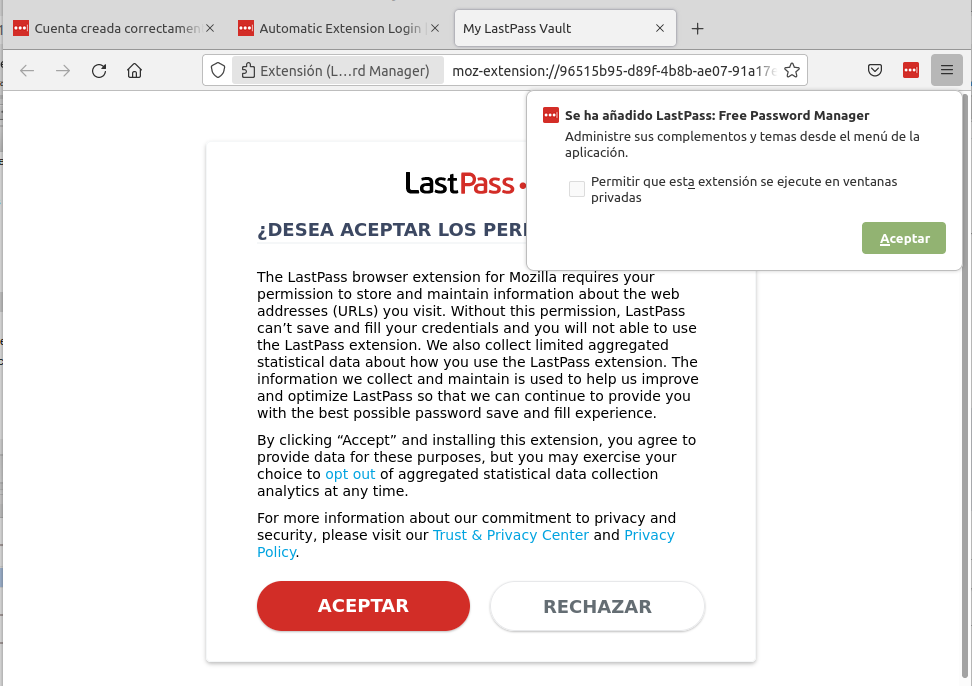 Cuenta creada correctamen
Automatic Extension Login
My LastPass Vault
Extensión (L...rd Manager)
moz-extension://96515b95-d89f-4b8b-ae07-91a17e
Se ha añadido LastPass: Free Password Manager
Administre sus complementos y temas desde el menú de la
aplicación.
Permitir que esta extensión se ejecute en ventanas
privadas
Aceptar
LastPass
¿DESEA ACEPTAR LOS PER
The LastPass browser extension for Mozilla requires your
permission to store and maintain information about the web
addresses (URLs) you visit. Without this permission, LastPass
can’t save and fill your credentials and you will not able to use
the LastPass extension. We also collect limited aggregated
statistical data about how you use the LastPass extension. The
information we collect and maintain is used to help us improve
and optimize LastPass so that we can continue to provide you
with the best possible password save and fill experience.
By clicking “Accept” and installing this extension, you agree to
provide data for these purposes, but you may exercise your
choice to opt out of aggregated statistical data collection
analytics at any time.
For more information about our commitment to privacy and
security, please visit our Trust & Privacy Center and Privacy
Policy.
ACEPTAR
RECHAZAR